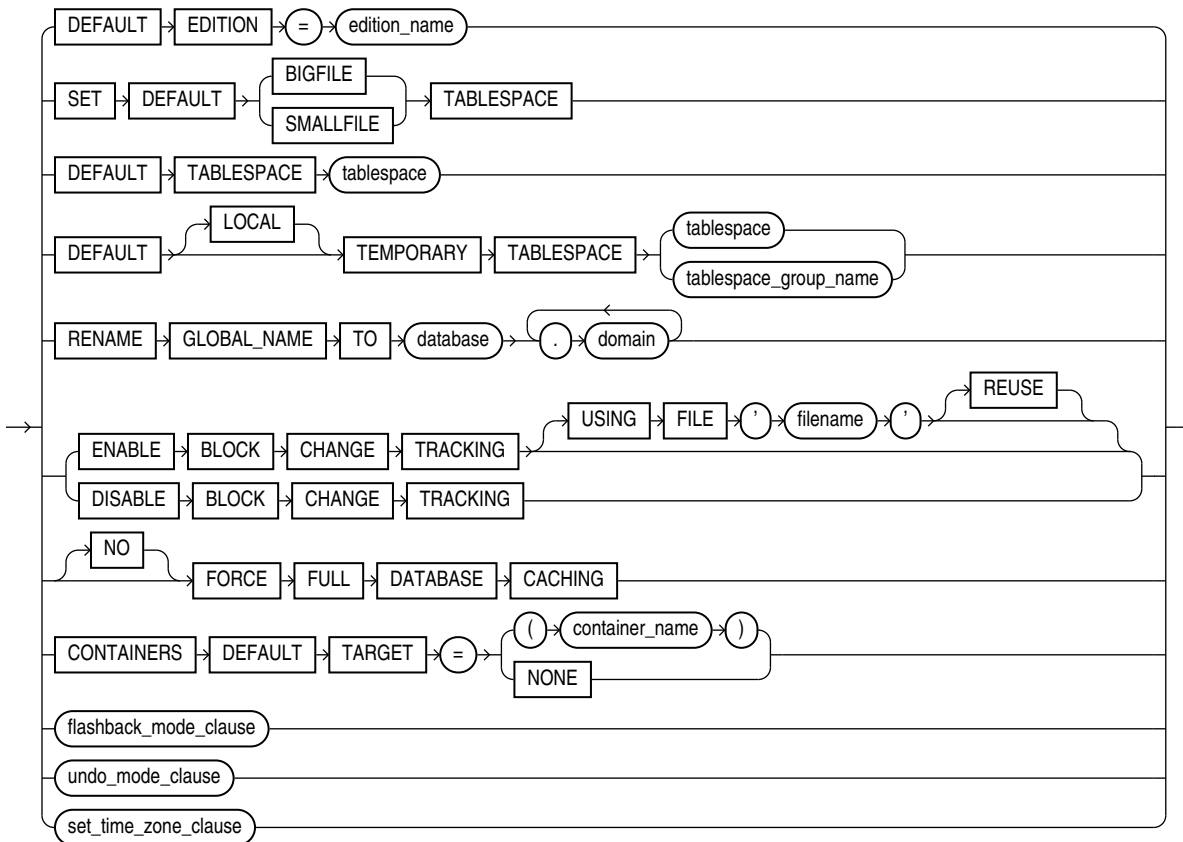 DEFAULT EDITION = edition_name
SET DEFAULT BIGFILE TABLESPACE
SMALLFILE
DEFAULT TABLESPACE tablespace
LOCAL
DEFAULT TEMPORARY TABLESPACE tablespace
tablespace_group_name
RENAME GLOBAL_NAME TO database . domain
REUSE
USING FILE ' filename '
ENABLE BLOCK CHANGE TRACKING
DISABLE BLOCK CHANGE TRACKING
NO
FORCE FULL DATABASE CACHING
( container_name )
CONTAINERS DEFAULT TARGET =
NONE
flashback_mode_clause
undo_mode_clause
set_time_zone_clause